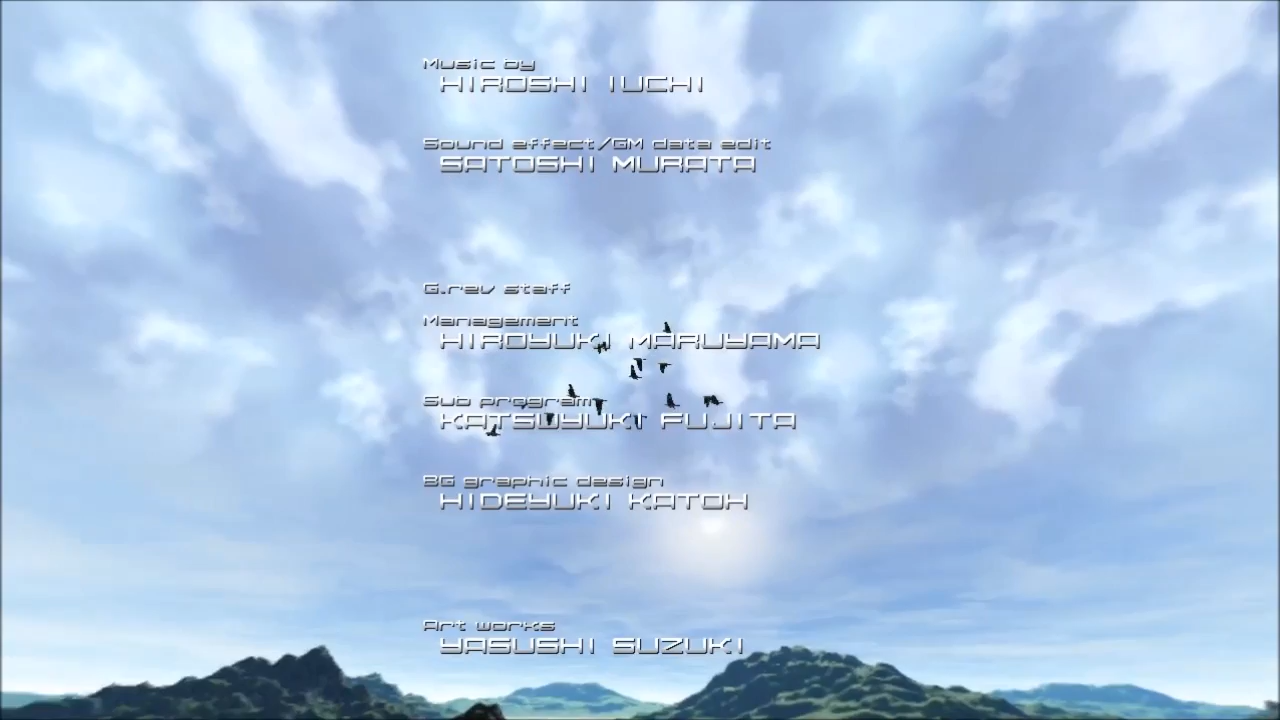 Music by
HIROSHI IUCHI
Sound effect/GM data edit
SATOSHI MURATA
G.rev staff
Management
HIROYUKI MARUYAMA
Sub program
KATSUYUKI FUJITA
BG graphic design
HIDEYUKI KATOH
Art works
YASUSHI SUZUKI